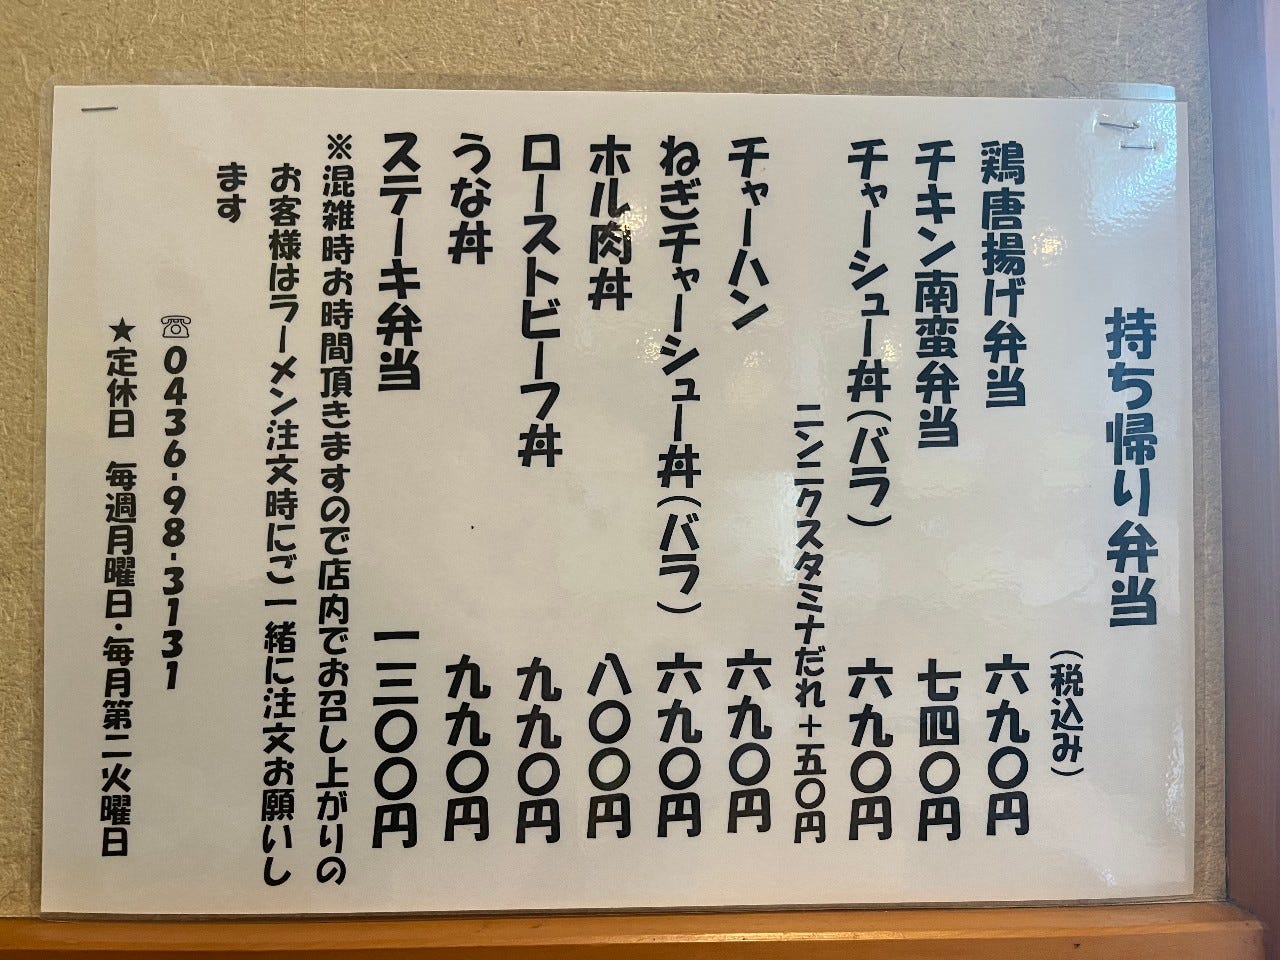 持ち帰り弁当
(税込み)
鶏唐揚げ弁当 六九〇円
チキン南蛮弁当 七四〇円
チャーシュー丼(バラ) 六九〇円
ニンニクスタミナだれ+五〇円
チャーハン 六九〇円
ねぎチャーシュー丼(バラ) 六九〇円
ホル肉丼 八〇〇円
ローストビーフ丼 九九〇円
うな丼 九九〇円
ステーキ弁当 一三〇〇円
※混雑時お時間頂きますので店内でお召し上がりの
お客様はラーメン注文時にご一緒に注文お願いし
ます
☎0436-98-3131
★定休日 毎週月曜日・毎月第二火曜日